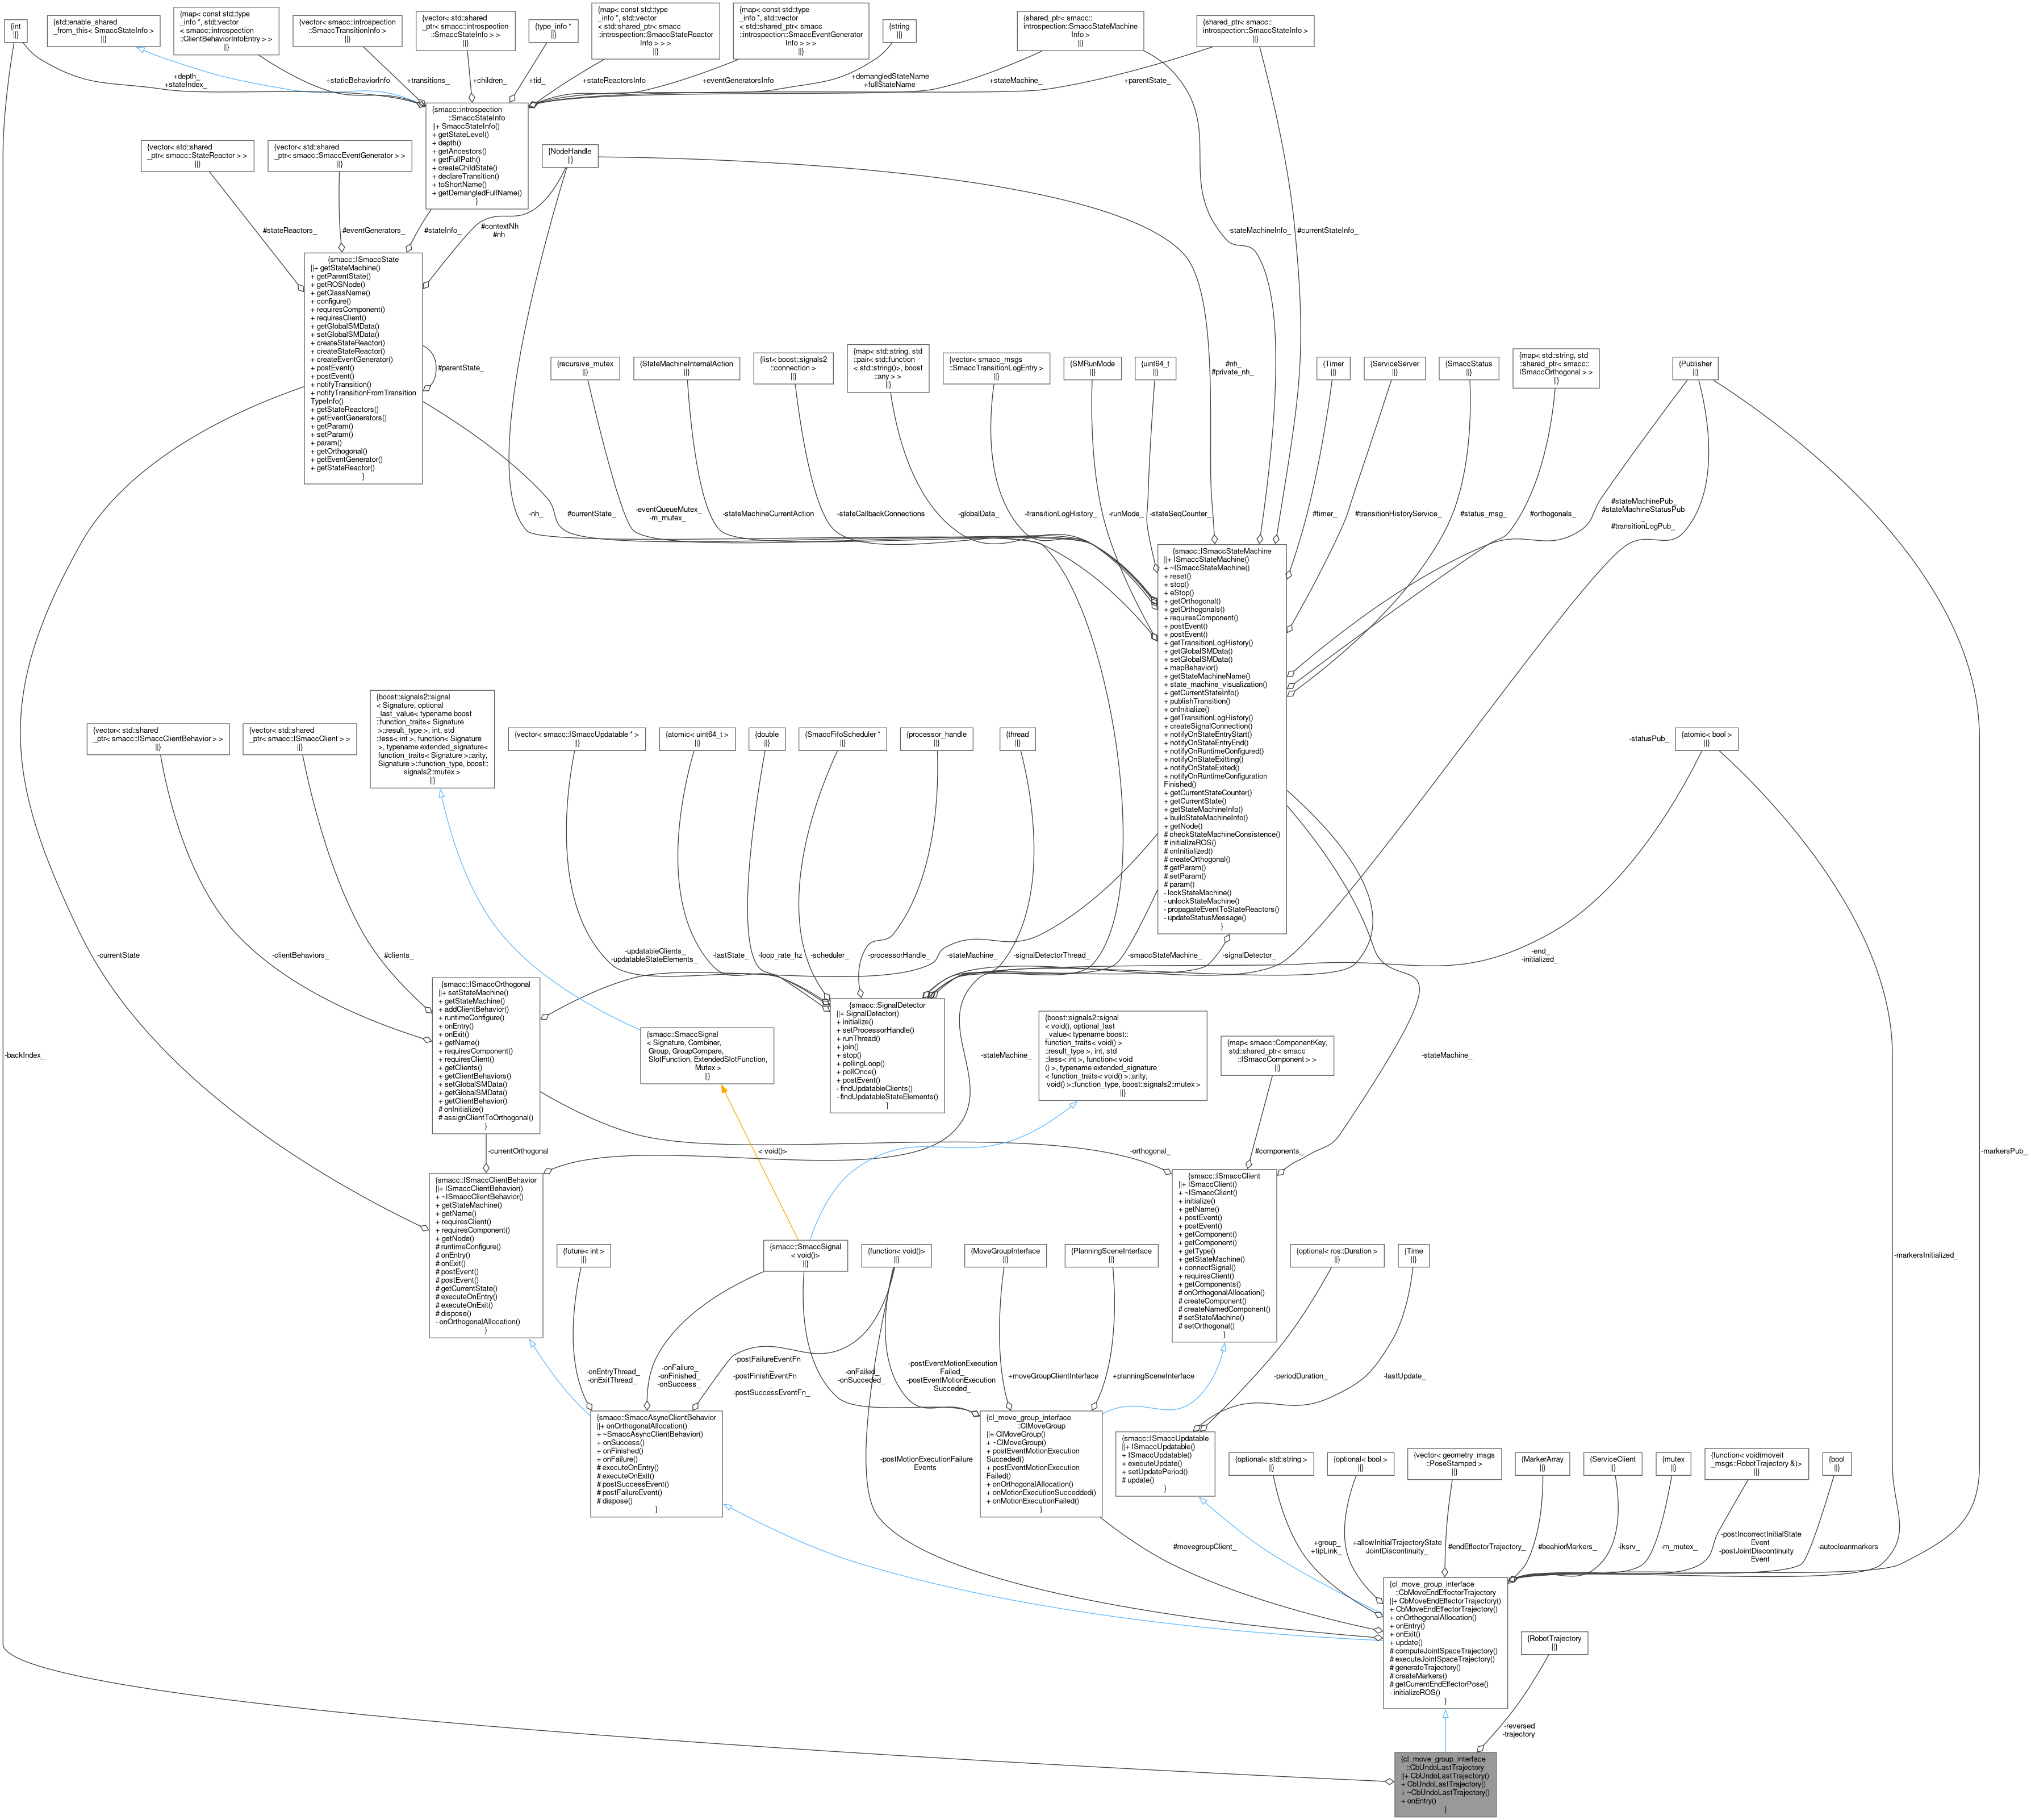 {int
||}
{std::enable_shared
_from_this< SmaccStateInfo >
||}
{map< const std::type
_info *, std::vector
< smacc::introspection
::ClientBehaviorInfoEntry > >
||}
{vector< smacc::introspection
::SmaccTransitionInfo >
||}
{vector< std::shared
_ptr< smacc::introspection
::SmaccStateInfo > >
||}
{type_info *
||}
{map< const std::type
_info *, std::vector
< std::shared_ptr< smacc
::introspection::SmaccStateReactor
Info > > >
||}
{map< const std::type
_info *, std::vector
< std::shared_ptr< smacc
::introspection::SmaccEventGenerator
Info > > >
||}
{string
||}
{shared_ptr< smacc::
introspection::SmaccStateMachine
Info >
||}
{shared_ptr< smacc::
introspection::SmaccStateInfo >
||}
+depth_
+stateIndex_
+staticBehaviorInfo
+transitions_
+children_
+tid_
+stateReactorsInfo
+eventGeneratorsInfo
+demangledStateName
+fullStateName
+stateMachine_
+parentState_
{smacc::introspection
::SmaccStateInfo
||+ SmaccStateInfo()
+ getStateLevel()
+ depth()
+ getAncestors()
+ getFullPath()
+ createChildState()
+ declareTransition()
+ toShortName()
+ getDemangledFullName()
}
{vector< std::shared
_ptr< smacc::StateReactor > >
||}
{vector< std::shared
_ptr< smacc::SmaccEventGenerator > >
||}
{NodeHandle
||}
#stateReactors_
#eventGenerators_
#stateInfo_
#contextNh
#nh
-stateMachineInfo_
#currentStateInfo_
{smacc::ISmaccState
||+ getStateMachine()
+ getParentState()
+ getROSNode()
+ getClassName()
+ configure()
+ requiresComponent()
+ requiresClient()
+ getGlobalSMData()
+ setGlobalSMData()
+ createStateReactor()
+ createStateReactor()
+ createEventGenerator()
+ postEvent()
+ postEvent()
+ notifyTransition()
+ notifyTransitionFromTransition
TypeInfo()
+ getStateReactors()
+ getEventGenerators()
+ getParam()
+ setParam()
+ param()
+ getOrthogonal()
+ getEventGenerator()
+ getStateReactor()
}
#parentState_
{recursive_mutex
||}
{StateMachineInternalAction
||}
{list< boost::signals2
::connection >
||}
{map< std::string, std
::pair< std::function
< std::string()>, boost
::any > >
||}
{vector< smacc_msgs
::SmaccTransitionLogEntry >
||}
{SMRunMode
||}
{uint64_t
||}
#nh_
#private_nh_
{Timer
||}
{ServiceServer
||}
{SmaccStatus
||}
{map< std::string, std
::shared_ptr< smacc::
ISmaccOrthogonal > >
||}
{Publisher
||}
-nh_
#currentState_
-eventQueueMutex_
-m_mutex_
-stateMachineCurrentAction
-stateCallbackConnections
-globalData_
-transitionLogHistory_
-runMode_
-stateSeqCounter_
#timer_
#transitionHistoryService_
#status_msg_
#orthogonals_
#stateMachinePub_
#stateMachineStatusPub
_
#transitionLogPub_
{smacc::ISmaccStateMachine
||+ ISmaccStateMachine()
+ ~ISmaccStateMachine()
+ reset()
+ stop()
+ eStop()
+ getOrthogonal()
+ getOrthogonals()
+ requiresComponent()
+ postEvent()
+ postEvent()
+ getTransitionLogHistory()
+ getGlobalSMData()
+ setGlobalSMData()
+ mapBehavior()
+ getStateMachineName()
+ state_machine_visualization()
+ getCurrentStateInfo()
+ publishTransition()
+ onInitialize()
+ getTransitionLogHistory()
+ createSignalConnection()
+ notifyOnStateEntryStart()
+ notifyOnStateEntryEnd()
+ notifyOnRuntimeConfigured()
+ notifyOnStateExitting()
+ notifyOnStateExited()
+ notifyOnRuntimeConfiguration
Finished()
+ getCurrentStateCounter()
+ getCurrentState()
+ getStateMachineInfo()
+ buildStateMachineInfo()
+ getNode()
# checkStateMachineConsistence()
# initializeROS()
# onInitialized()
# createOrthogonal()
# getParam()
# setParam()
# param()
- lockStateMachine()
- unlockStateMachine()
- propagateEventToStateReactors()
- updateStatusMessage()
}
{vector< std::shared
_ptr< smacc::ISmaccClientBehavior > >
||}
{vector< std::shared
_ptr< smacc::ISmaccClient > >
||}
{boost::signals2::signal
< Signature, optional
_last_value< typename boost
::function_traits< Signature
>::result_type >, int, std
::less< int >, function< Signature
>, typename extended_signature<
function_traits< Signature >::arity,
Signature >::function_type, boost::
signals2::mutex >
||}
{vector< smacc::ISmaccUpdatable * >
||}
{atomic< uint64_t >
||}
{double
||}
{SmaccFifoScheduler *
||}
{processor_handle
||}
{thread
||}
-statusPub_
{atomic< bool >
||}
-currentState
-clientBehaviors_
#clients_
-updatableClients_
-updatableStateElements_
-lastState_
-loop_rate_hz
-scheduler_
-processorHandle_
-stateMachine_
-signalDetectorThread_
-smaccStateMachine_
-signalDetector_
-end_
-initialized_
{smacc::ISmaccOrthogonal
||+ setStateMachine()
+ getStateMachine()
+ addClientBehavior()
+ runtimeConfigure()
+ onEntry()
+ onExit()
+ getName()
+ requiresComponent()
+ requiresClient()
+ getClients()
+ getClientBehaviors()
+ setGlobalSMData()
+ getGlobalSMData()
+ getClientBehavior()
# onInitialize()
# assignClientToOrthogonal()
}
{smacc::SmaccSignal
< Signature, Combiner,
Group, GroupCompare,
SlotFunction, ExtendedSlotFunction,
Mutex >
||}
{smacc::SignalDetector
||+ SignalDetector()
+ initialize()
+ setProcessorHandle()
+ runThread()
+ join()
+ stop()
+ pollingLoop()
+ pollOnce()
+ postEvent()
- findUpdatableClients()
- findUpdatableStateElements()
}
-stateMachine_
{boost::signals2::signal
< void(), optional_last
_value< typename boost::
function_traits< void() >
::result_type >, int, std
::less< int >, function< void
() >, typename extended_signature
< function_traits< void() >::arity,
void() >::function_type, boost::signals2::mutex >
||}
{map< smacc::ComponentKey,
std::shared_ptr< smacc
::ISmaccComponent > >
||}
-stateMachine_
-backIndex_
-currentOrthogonal
< void()>
-orthogonal_
#components_
-markersPub_
{smacc::ISmaccClientBehavior
||+ ISmaccClientBehavior()
+ ~ISmaccClientBehavior()
+ getStateMachine()
+ getName()
+ requiresClient()
+ requiresComponent()
+ getNode()
# runtimeConfigure()
# onEntry()
# onExit()
# postEvent()
# postEvent()
# getCurrentState()
# executeOnEntry()
# executeOnExit()
# dispose()
- onOrthogonalAllocation()
}
{smacc::ISmaccClient
||+ ISmaccClient()
+ ~ISmaccClient()
+ initialize()
+ getName()
+ postEvent()
+ postEvent()
+ getComponent()
+ getComponent()
+ getType()
+ getStateMachine()
+ connectSignal()
+ requiresClient()
+ getComponents()
# onOrthogonalAllocation()
# createComponent()
# createNamedComponent()
# setStateMachine()
# setOrthogonal()
}
{future< int >
||}
{smacc::SmaccSignal
< void()>
||}
{function< void()>
||}
{MoveGroupInterface
||}
{PlanningSceneInterface
||}
{optional< ros::Duration >
||}
{Time
||}
-markersInitialized_
-onEntryThread_
-onExitThread_
-onFailure_
-onFinished_
-onSuccess_
-postFailureEventFn
_
-postFinishEventFn
_
-postSuccessEventFn_
-onFailed_
-onSucceded_
-postEventMotionExecution
Failed_
-postEventMotionExecution
Succeded_
+moveGroupClientInterface
+planningSceneInterface
-periodDuration_
-lastUpdate_
{smacc::SmaccAsyncClientBehavior
||+ onOrthogonalAllocation()
+ ~SmaccAsyncClientBehavior()
+ onSuccess()
+ onFinished()
+ onFailure()
# executeOnEntry()
# executeOnExit()
# postSuccessEvent()
# postFailureEvent()
# dispose()
}
-postMotionExecutionFailure
Events
{cl_move_group_interface
::ClMoveGroup
||+ ClMoveGroup()
+ ~ClMoveGroup()
+ postEventMotionExecution
Succeded()
+ postEventMotionExecution
Failed()
+ onOrthogonalAllocation()
+ onMotionExecutionSuccedded()
+ onMotionExecutionFailed()
}
{smacc::ISmaccUpdatable
||+ ISmaccUpdatable()
+ ISmaccUpdatable()
+ executeUpdate()
+ setUpdatePeriod()
# update()
}
{optional< std::string >
||}
{optional< bool >
||}
{vector< geometry_msgs
::PoseStamped >
||}
{MarkerArray
||}
{ServiceClient
||}
{mutex
||}
{function< void(moveit
_msgs::RobotTrajectory &)>
||}
{bool
||}
#movegroupClient_
+group_
+tipLink_
+allowInitialTrajectoryState
JointDiscontinuity_
#endEffectorTrajectory_
#beahiorMarkers_
-iksrv_
-m_mutex_
-postIncorrectInitialState
Event
-postJointDiscontinuity
Event
-autocleanmarkers
{cl_move_group_interface
::CbMoveEndEffectorTrajectory
||+ CbMoveEndEffectorTrajectory()
+ CbMoveEndEffectorTrajectory()
+ onOrthogonalAllocation()
+ onEntry()
+ onExit()
+ update()
# computeJointSpaceTrajectory()
# executeJointSpaceTrajectory()
# generateTrajectory()
# createMarkers()
# getCurrentEndEffectorPose()
- initializeROS()
}
{RobotTrajectory
||}
-reversed
-trajectory
{cl_move_group_interface
::CbUndoLastTrajectory
||+ CbUndoLastTrajectory()
+ CbUndoLastTrajectory()
+ ~CbUndoLastTrajectory()
+ onEntry()
}